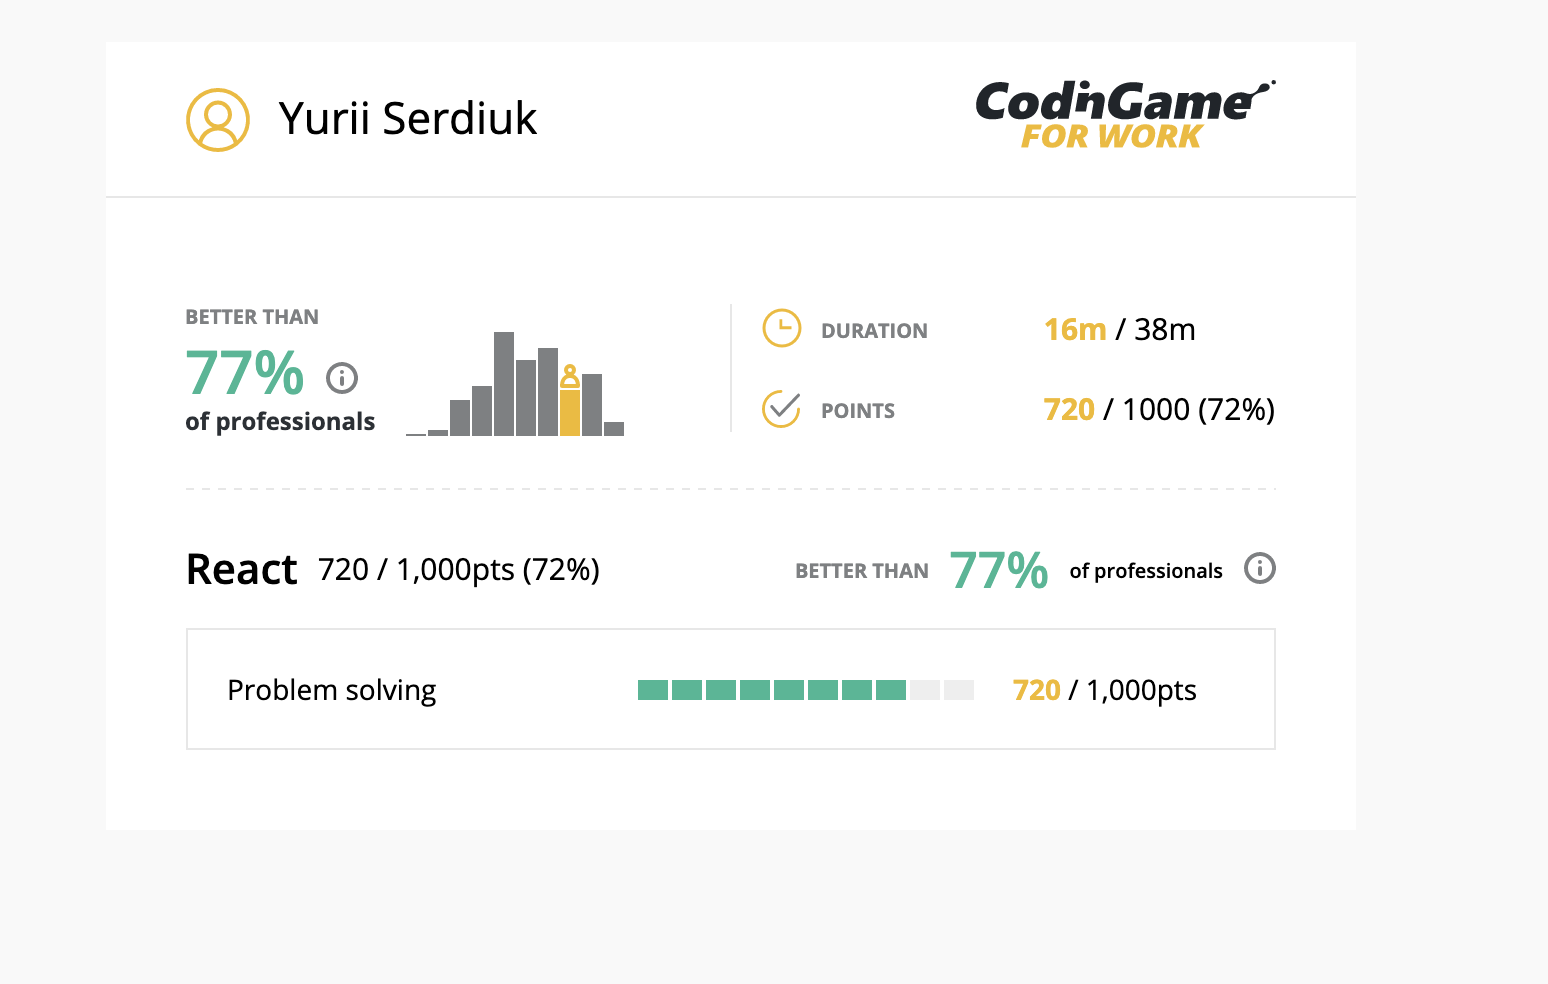 Yurii Serdiuk
CodinGame
FOR WORK
BETTER THAN
77%
of professionals
DURATION
16m / 38m
POINTS
720 / 1000 (72%)
React 720 / 1,000pts (72%)
BETTER THAN 77% of professionals
Problem solving
720 / 1,000pts